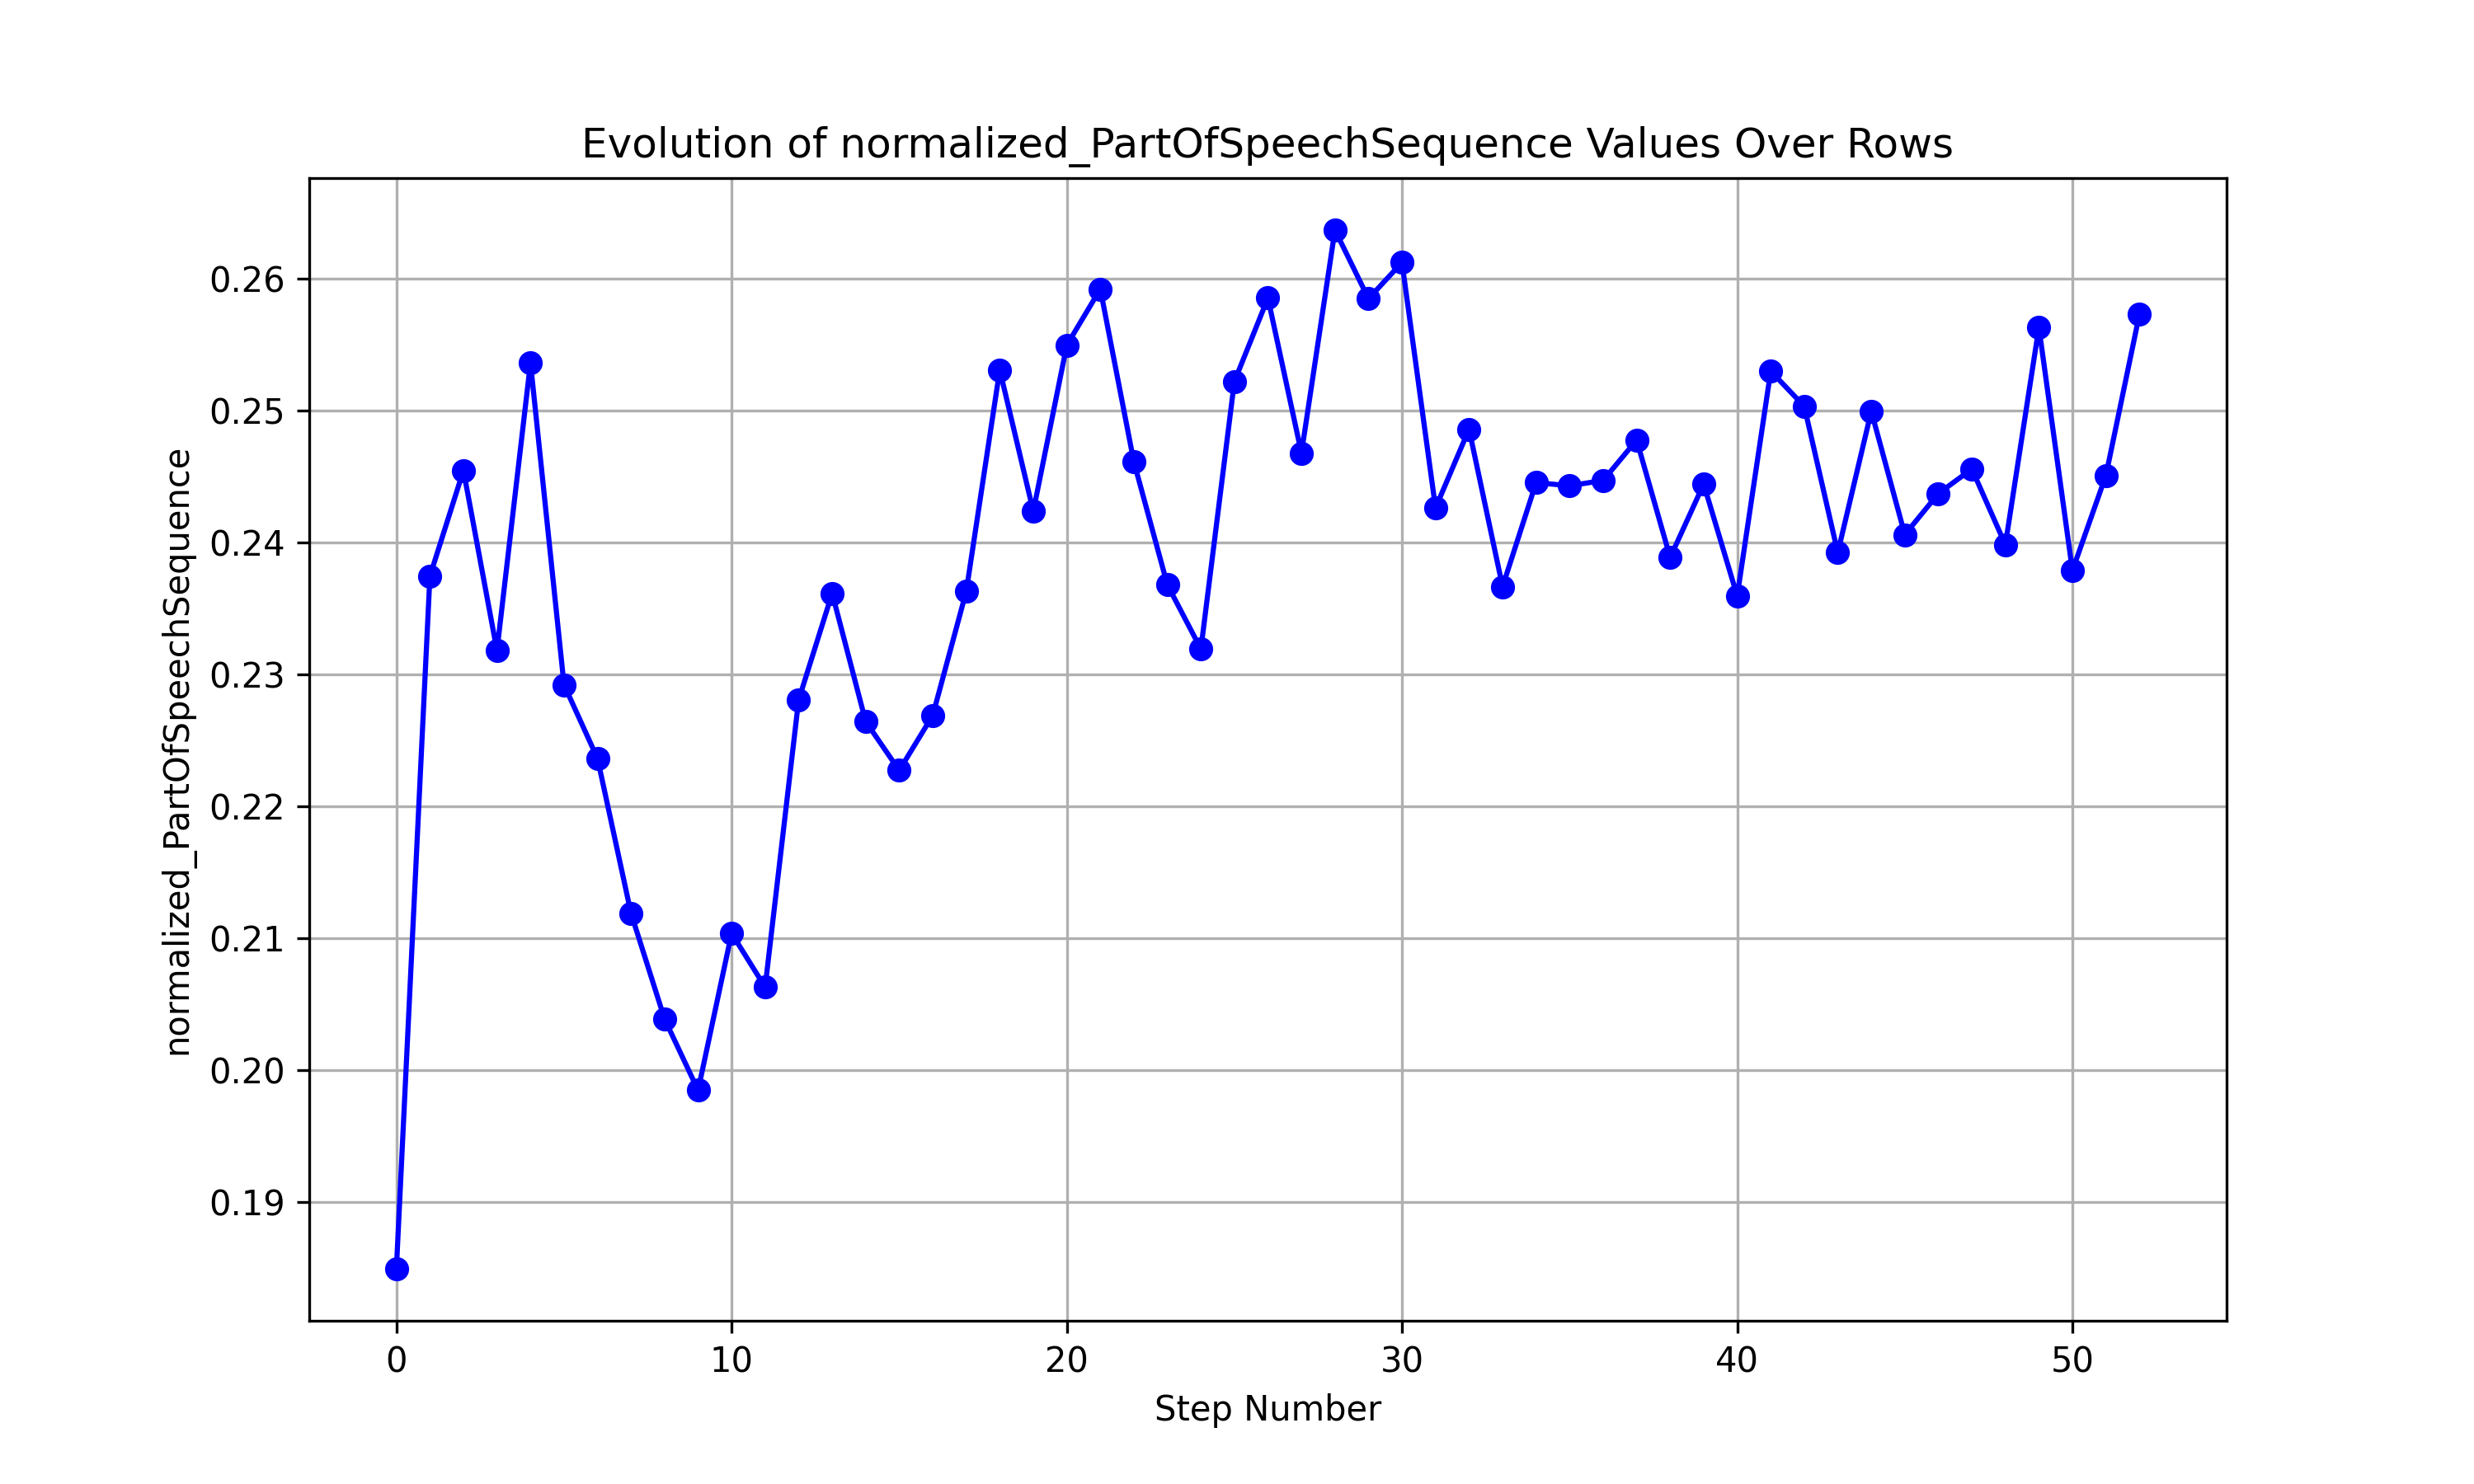 Evolution of normalized_PartOfSpeechSequence Values Over Rows
normalized_PartOfSpeechSequence
0.26
0.25
0.24
0.23
0.22
0.21
0.20
0.19
0 10 20 30 40 50
Step Number